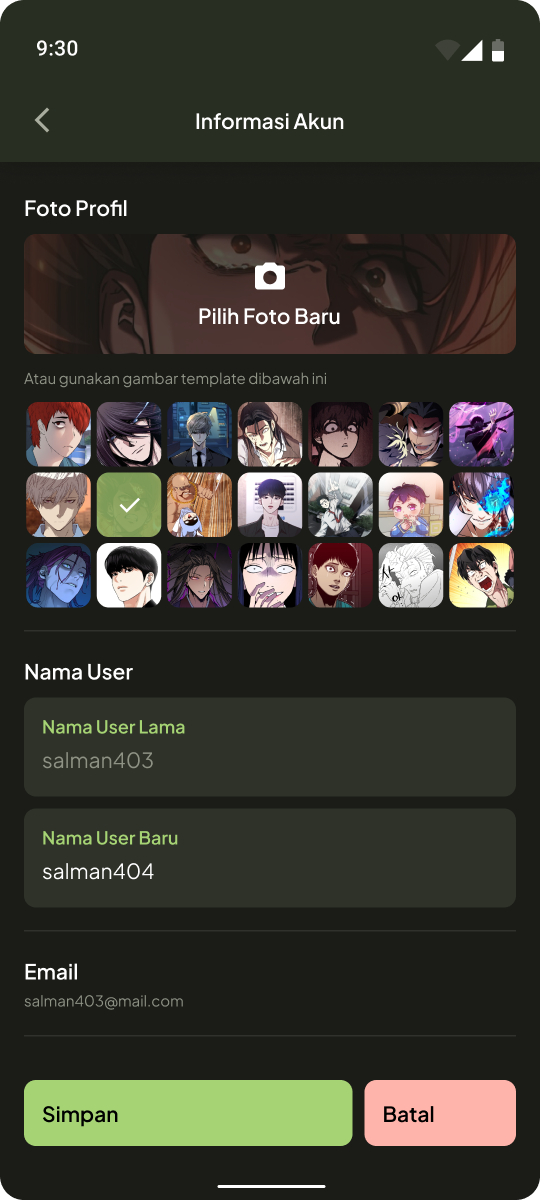 9:30
Informasi Akun
Foto Profil
Pilih Foto Baru
Atau gunakan gambar template dibawah ini
Nama User
Nama User Lama
salman403
Nama User Baru
salman404
Email
salman403@mail.com
Simpan
Batal